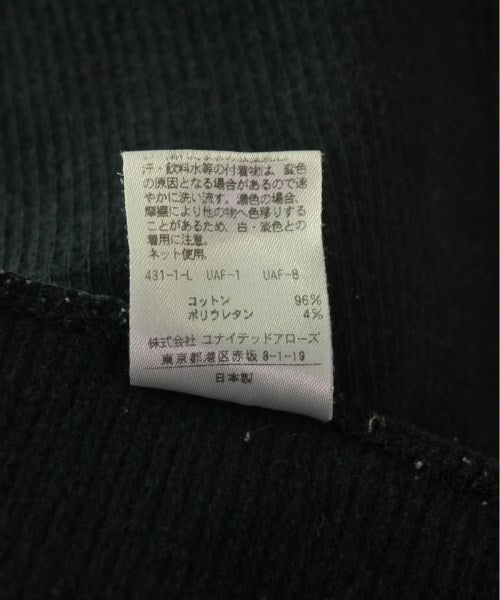 汗・飲料水等の付着物は、変色
の原因となる場合があるので速
やかに洗い流す。濃色の場合、
摩擦により他の物へ色移りする
ことがあるため、白・淡色との
着用に注意。
ネット使用。
431-1-L UAF-1 UAF-8
コットン 96%
ポリウレタン 4%
株式会社 ユナイテッドアローズ
東京都港区赤坂 8-1-19
日本製